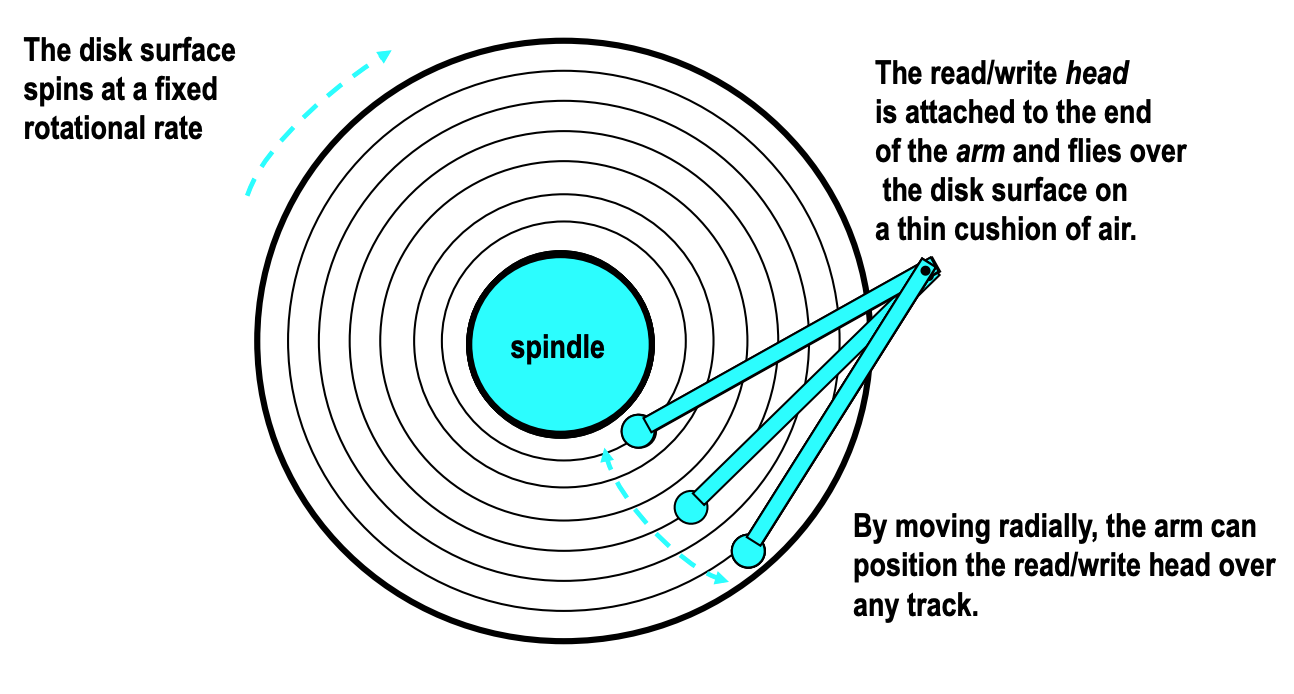 The disk surface
spins at a fixed
rotational rate
The read/write head
is attached to the end
of the arm and flies over
the disk surface on
a thin cushion of air.
spindle
By moving radially, the arm can
position the read/write head over
any track.